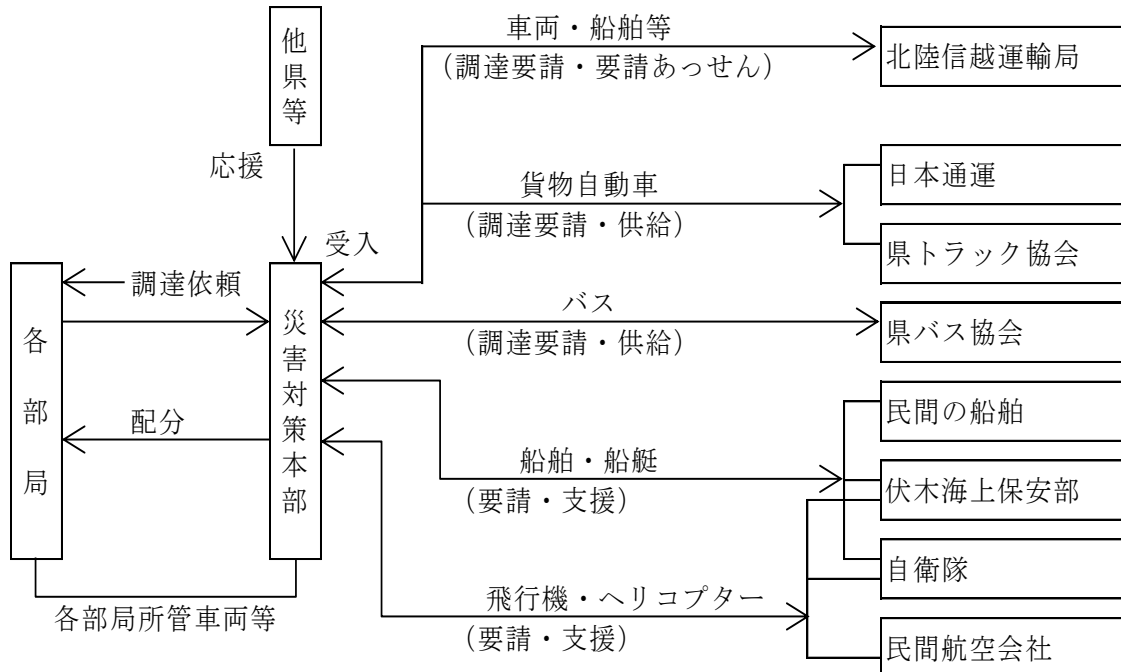 他県等
応援
車両・船舶等
（調達要請・要請あっせん）
北陸信越運輸局
貨物自動車
（調達要請・供給）
日本通運
県トラック協会
受入
調達依頼
各部局
災害対策本部
バス
（調達要請・供給）
県バス協会
配分
船舶・船艇
（要請・支援）
民間の船舶
伏木海上保安部
自衛隊
飛行機・ヘリコプター
（要請・支援）
民間航空会社
各部局所管車両等